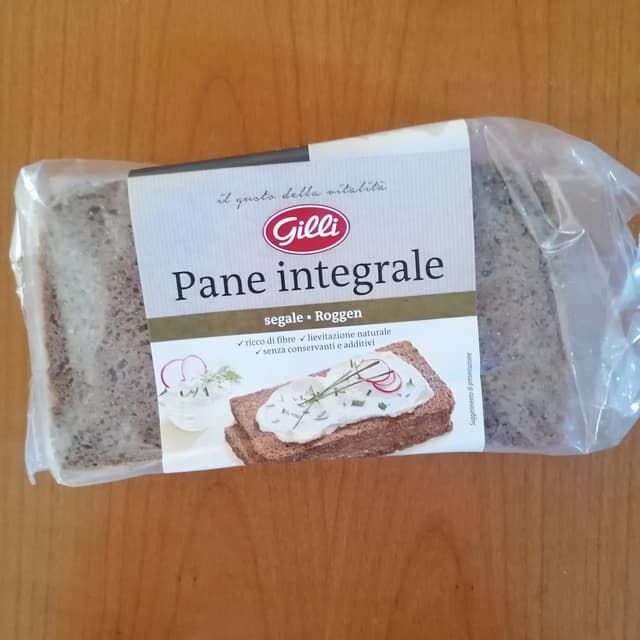 il gusto della vitalità
Gilli
Pane integrale
segale • Roggen
✓ ricco di fibre ✓ lievitazione naturale
✓ senza conservanti e additivi
Suggerimento di presentazione